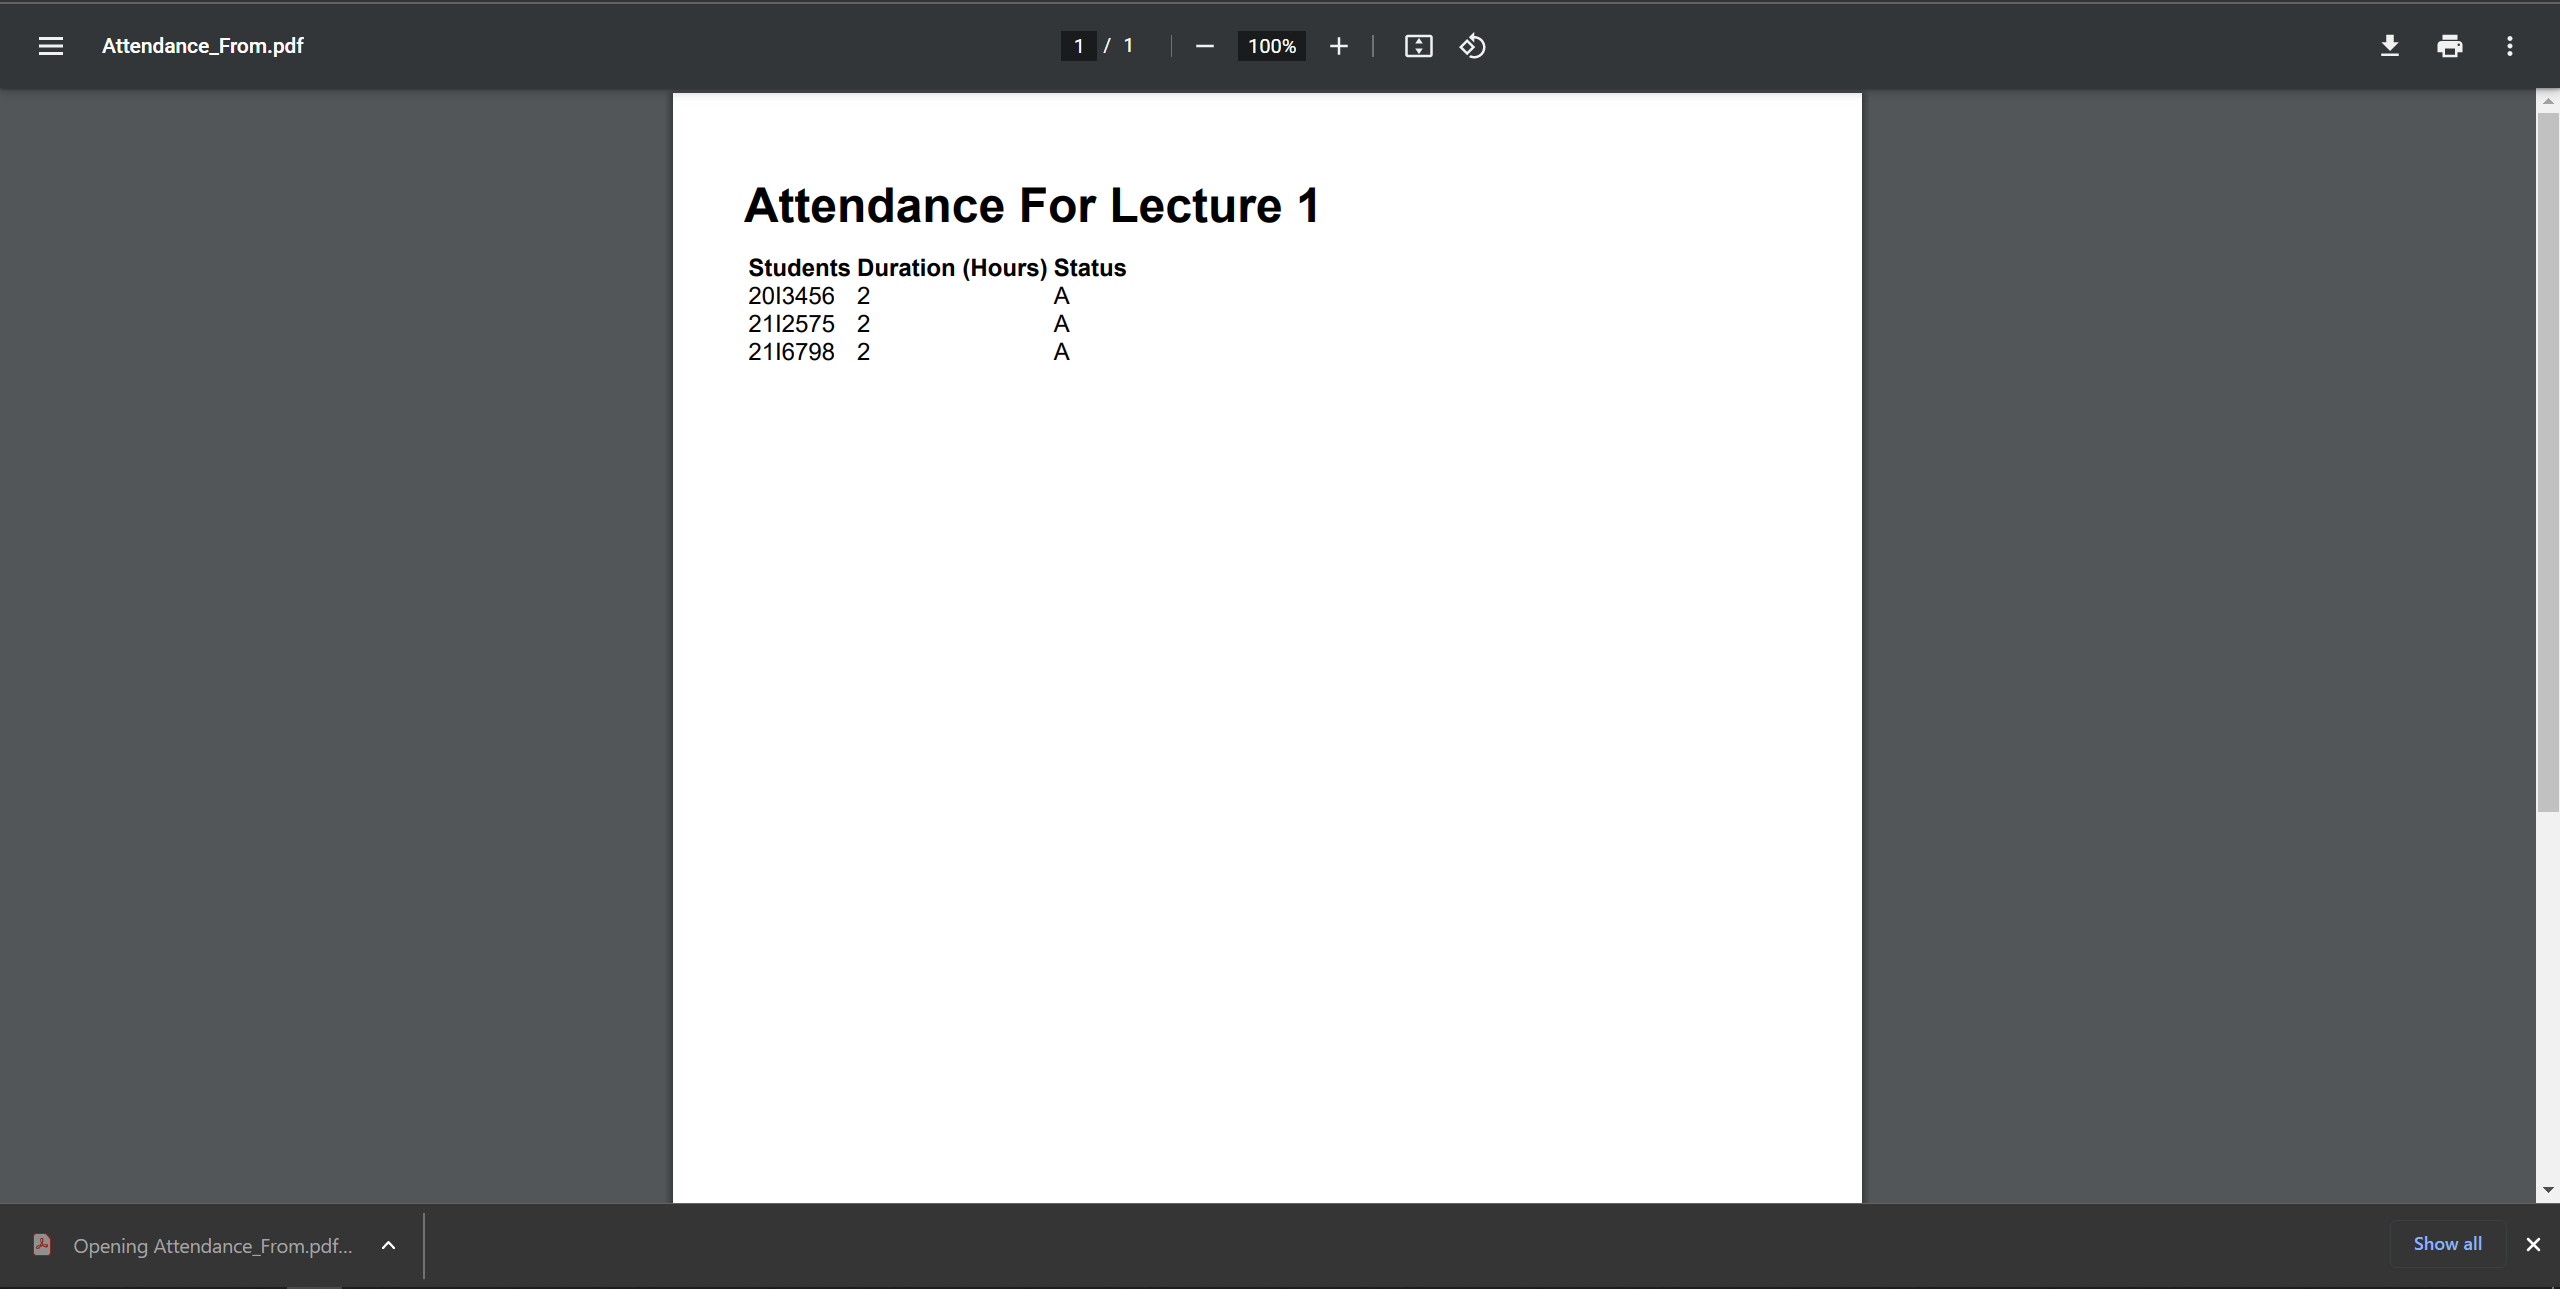 Attendance_From.pdf
1 / 1
100%
Attendance For Lecture 1
Students Duration (Hours) Status
20I3456 2 A
21I2575 2 A
21I6798 2 A
Opening Attendance_From.pdf...
Show all